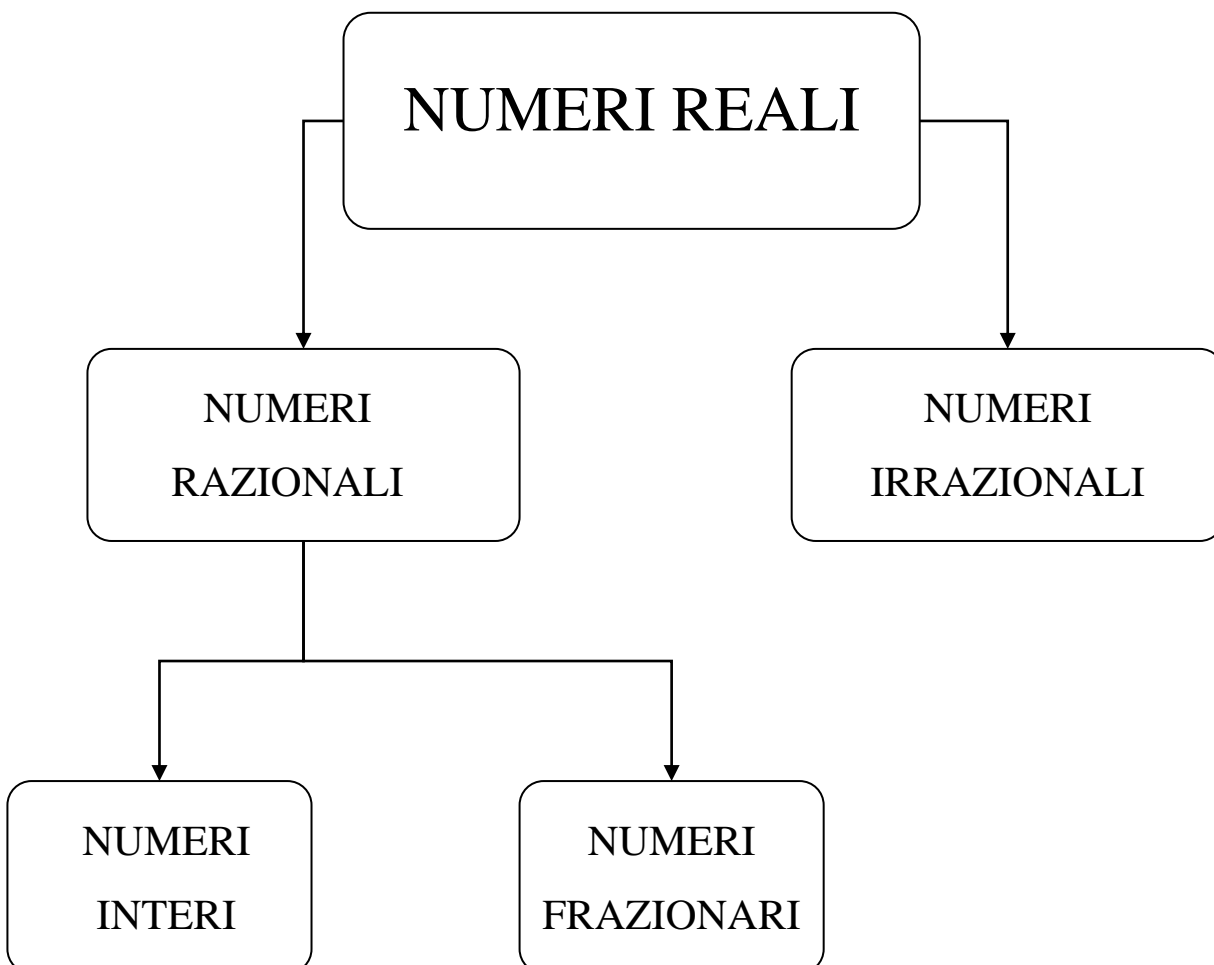 NUMERI REALI
NUMERI
RAZIONALI
NUMERI
IRRAZIONALI
NUMERI
INTERI
NUMERI
FRAZIONARI